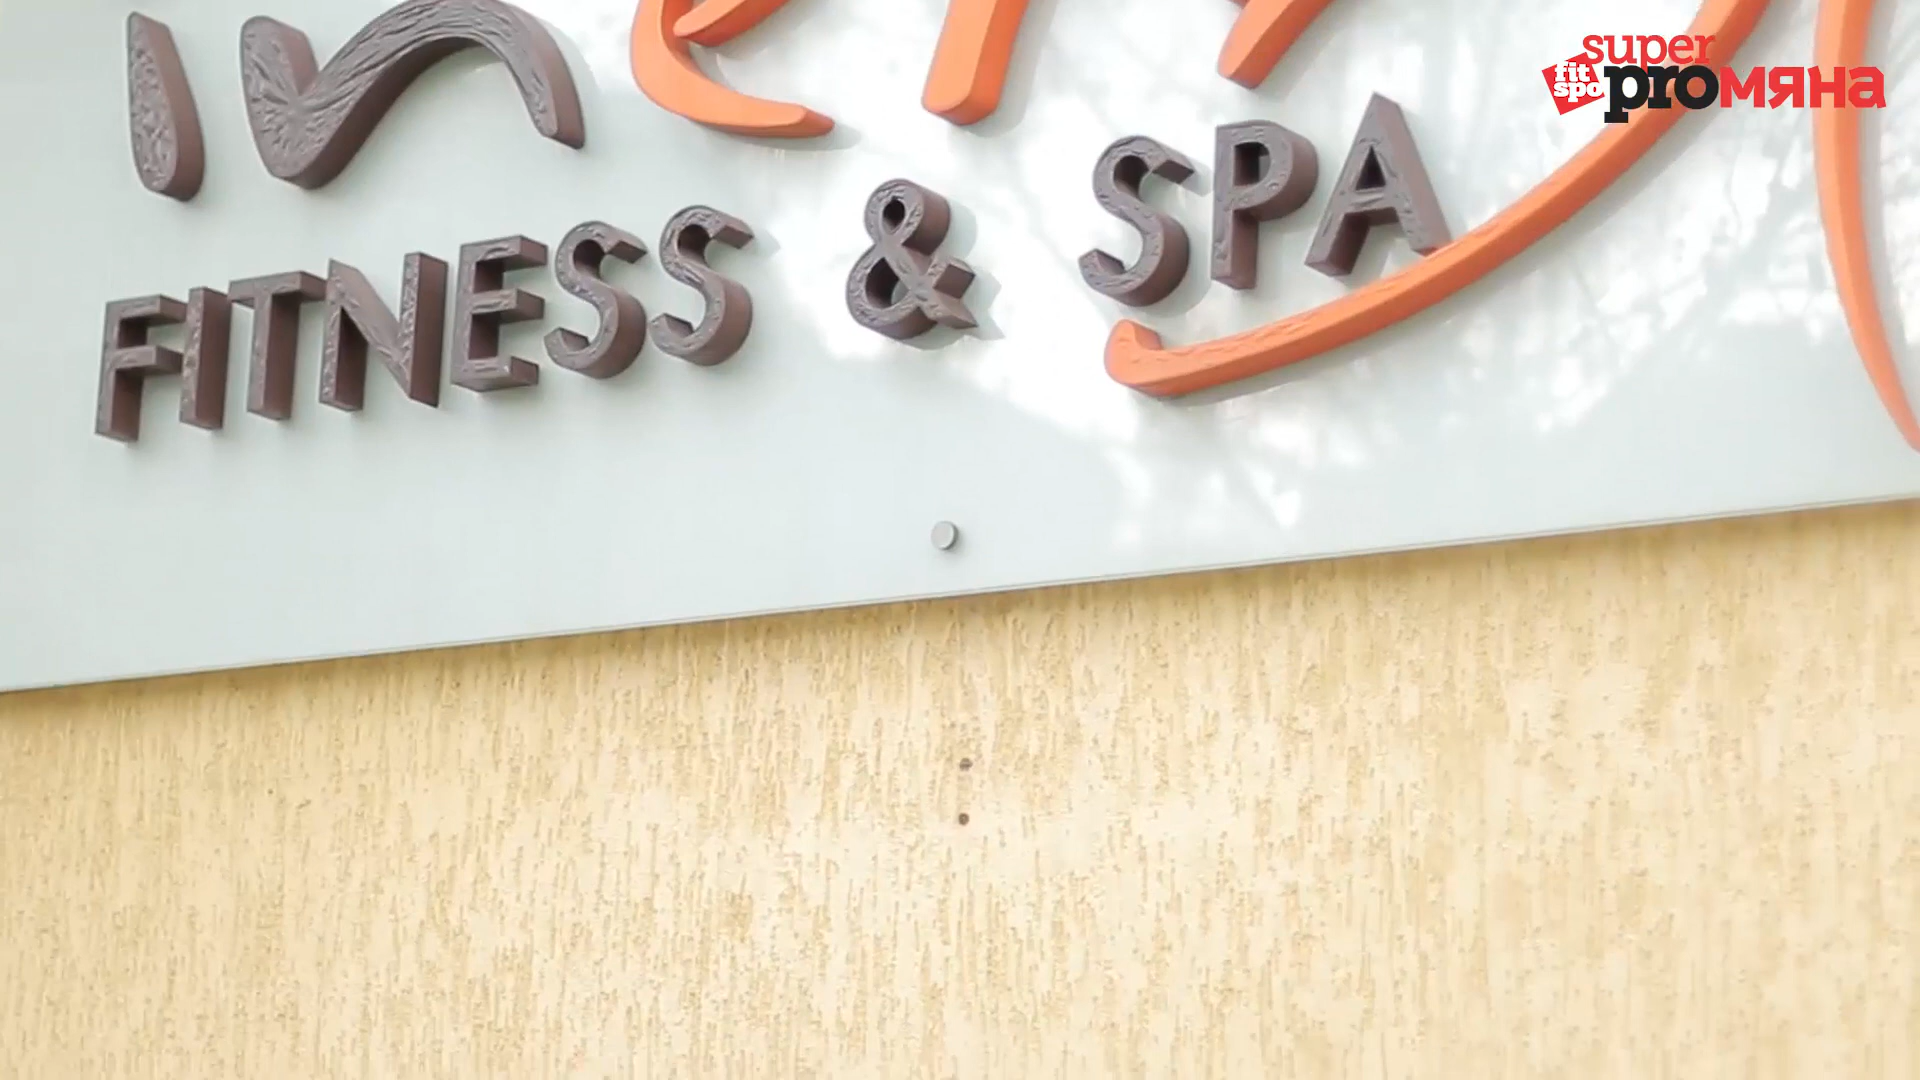 super
fit
spo
proмяна
FITNESS & SPA